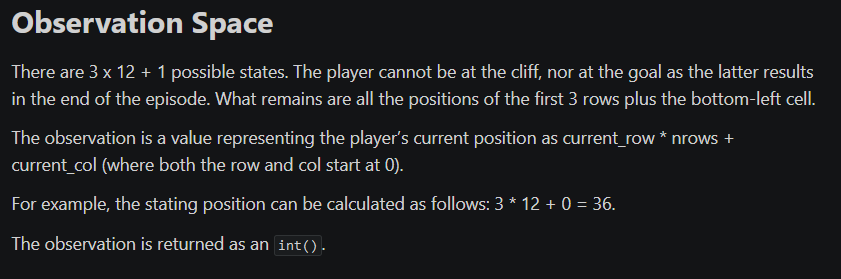 Observation Space
There are 3 x 12 + 1 possible states. The player cannot be at the cliff, nor at the goal as the latter results
in the end of the episode. What remains are all the positions of the first 3 rows plus the bottom-left cell.
The observation is a value representing the player’s current position as current_row * nrows +
current_col (where both the row and col start at 0).
For example, the stating position can be calculated as follows: 3 * 12 + 0 = 36.
The observation is returned as an int().